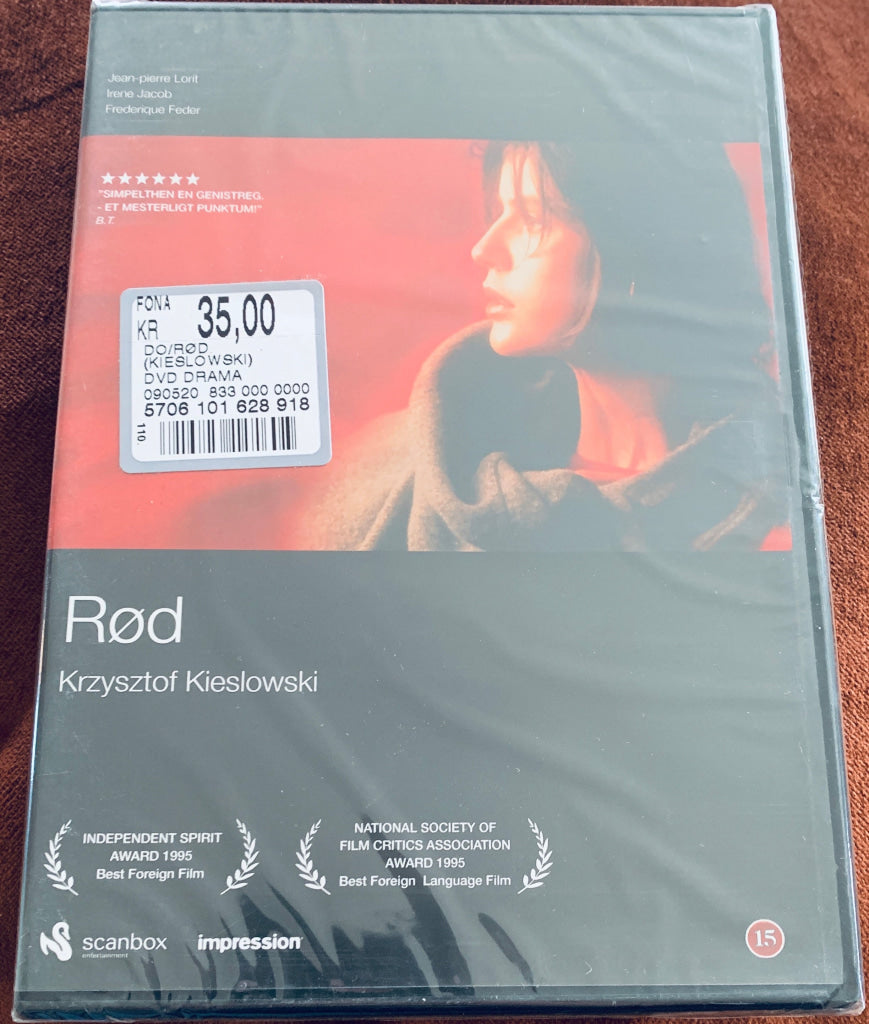 Jean-pierre Lorit
Irene Jacob
Frederique Feder
"SIMPELTHEN EN GENISTREG.
- ET MESTERLIGT PUNKTUM!"
B.T.
FONA
KR 35,00
DO/RØD
(KIESLOWSKI)
DVD DRAMA
090520 833 000 0000
5706 101 628 918
110
Rød
Krzysztof Kieslowski
INDEPENDENT SPIRIT
AWARD 1995
Best Foreign Film
NATIONAL SOCIETY OF
FILM CRITICS ASSOCIATION
AWARD 1995
Best Foreign Language Film
scanbox
entertainment
impression
15